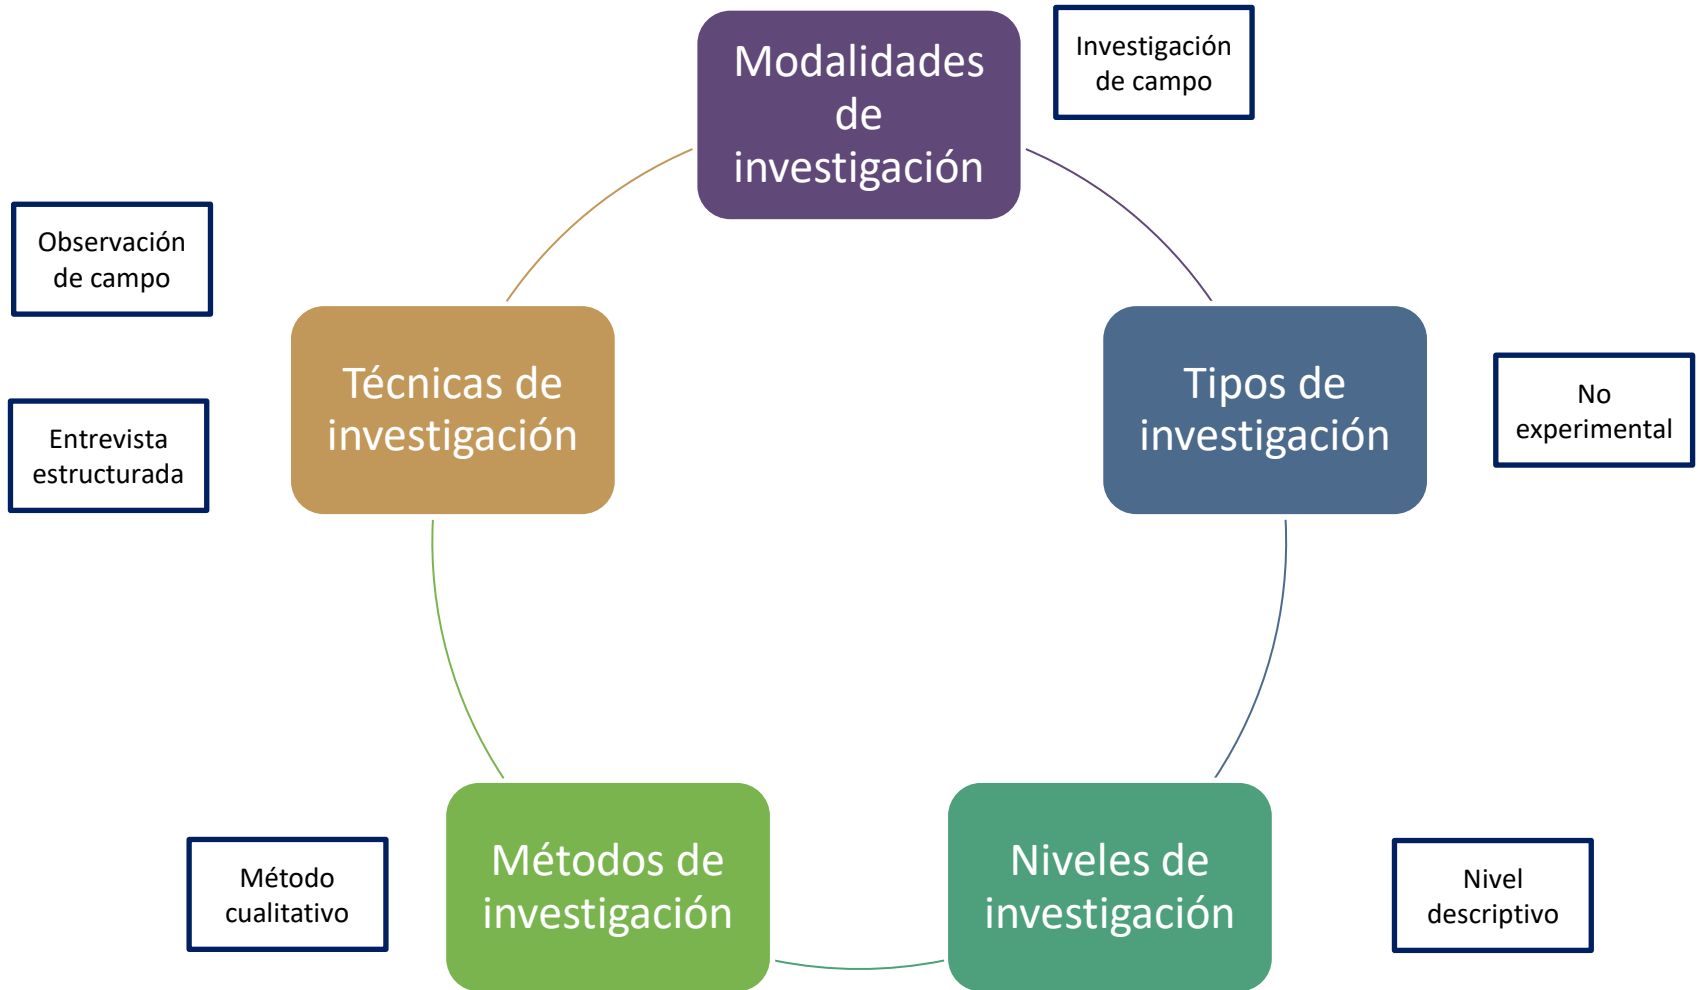 Modalidades
de
investigación
Investigación
de campo
Tipos de
investigación
No
experimental
Niveles de
investigación
Nivel
descriptivo
Métodos de
investigación
Método
cualitativo
Técnicas de
investigación
Observación
de campo
Entrevista
estructurada